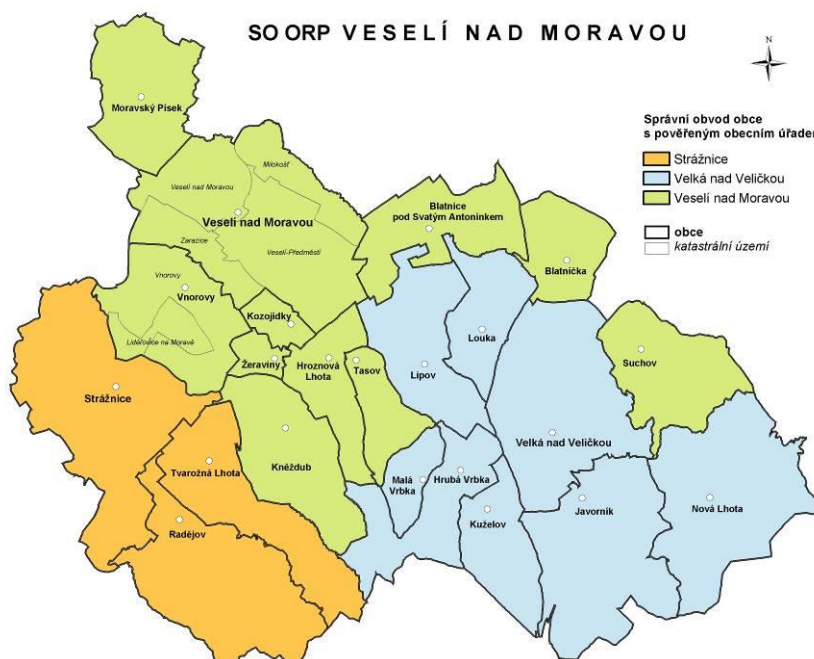 SO ORP VESELÍ NAD MORAVOU
N
Správní obvod obce
s pověřeným obecním úřadem
Strážnice
Velká nad Veličkou
Veselí nad Moravou
obce
katastrální území
Moravský Písek
Milokošť
Veselí nad Moravou
Veselí nad Moravou
Zarazice
Veselí-Předměstí
Blatnice
pod Svatým Antonínkem
Blatnička
Vnorovy
Vnorovy
Lidéřovice na Moravě
Kozojídky
Žeraviny
Hroznová
Lhota
Tasov
Lipov
Louka
Suchov
Strážnice
Tvarožná Lhota
Kněždub
Velká nad Veličkou
Malá
Vrbka
Hrubá Vrbka
Radějov
Kuželov
Javorník
Nová Lhota